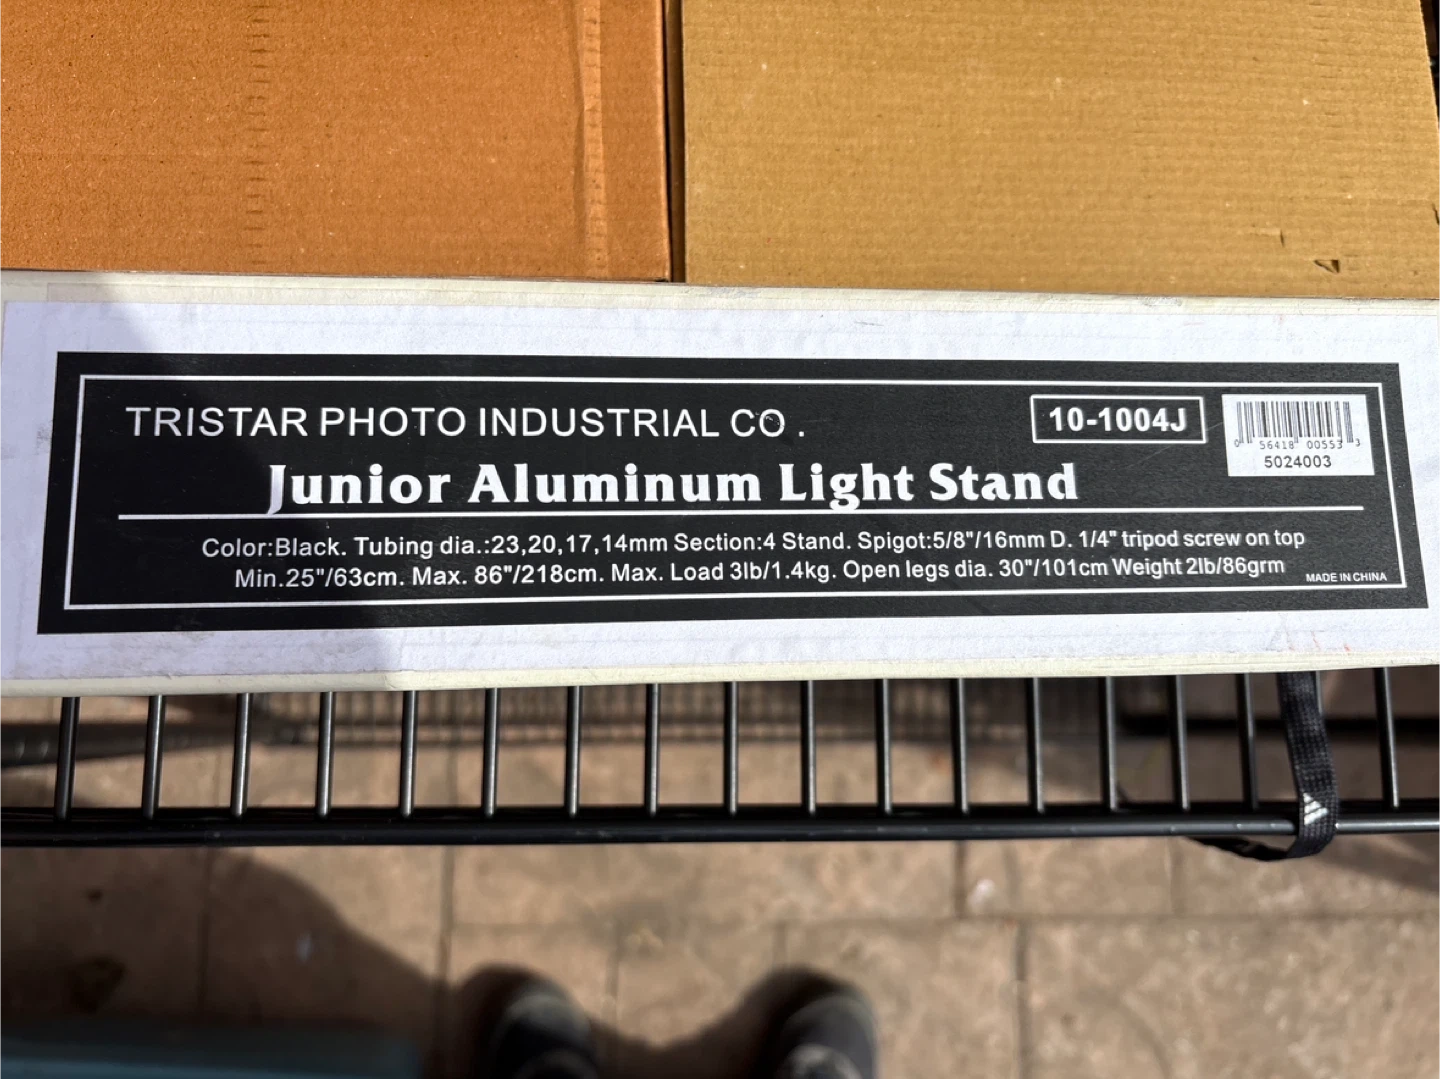 TRISTAR PHOTO INDUSTRIAL CO .
10-1004J
0 56418 00553 3
5024003
Junior Aluminum Light Stand
Color:Black. Tubing dia.:23,20,17,14mm Section:4 Stand. Spigot:5/8"/16mm D. 1/4" tripod screw on top
Min.25"/63cm. Max. 86"/218cm. Max. Load 3lb/1.4kg. Open legs dia. 30"/101cm Weight 2lb/86grm
MADE IN CHINA